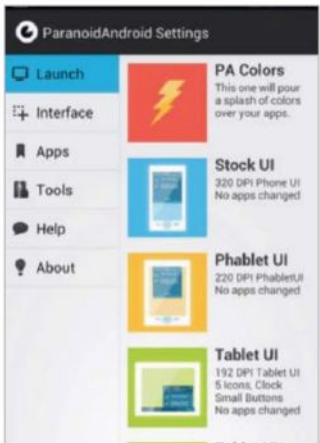 ParanoidAndroid Settings
Launch
Interface
Apps
Tools
Help
About
PA Colors
This one will pour
a splash of colors
over your apps.
Stock UI
320 DPI Phone UI
No apps changed
Phablet UI
220 DPI PhabletUI
No apps changed
Tablet UI
192 DPI Tablet UI
5 Icons, Clock
Small Buttons
No apps changed